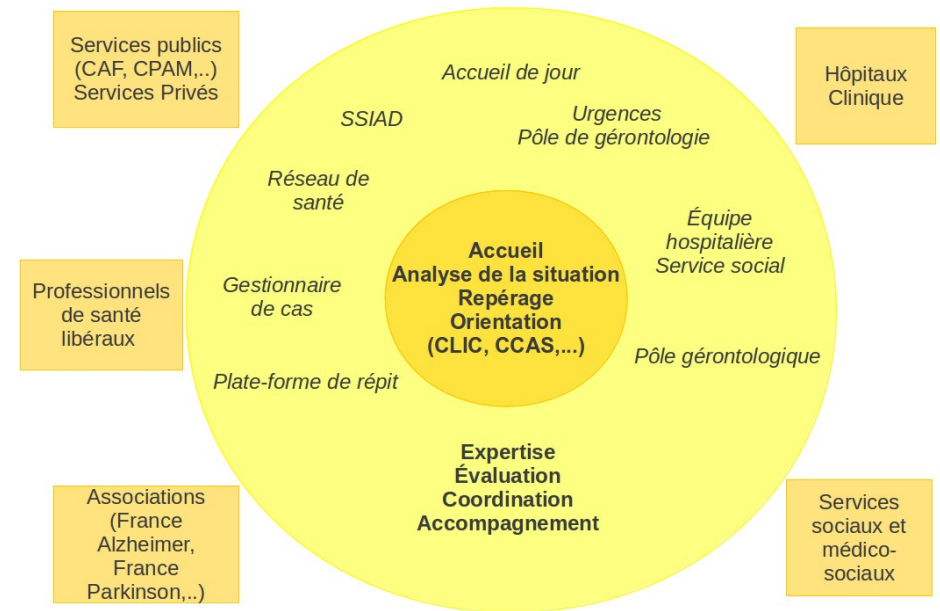 Services publics
(CAF, CPAM,..)
Services Privés
Accueil de jour
Hôpitaux
Clinique
SSIAD
Urgences
Pôle de gérontologie
Réseau de
santé
Équipe
hospitalière
Service social
Accueil
Analyse de la situation
Repérage
Orientation
(CLIC, CCAS,...)
Professionnels
de santé
libéraux
Gestionnaire
de cas
Pôle gérontologique
Plate-forme de répit
Expertise
Évaluation
Coordination
Accompagnement
Associations
(France
Alzheimer,
France
Parkinson,..)
Services
sociaux et
médico-
sociaux